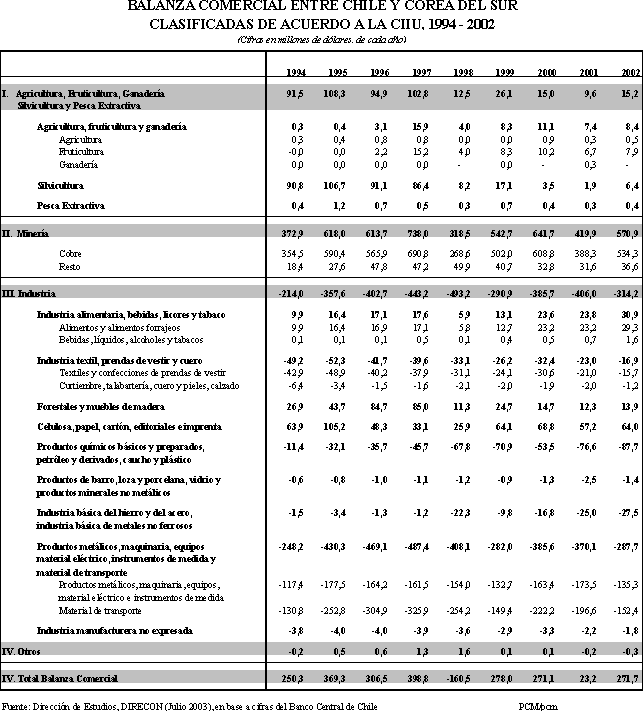 BALANZA COMERCIAL ENTRE CHILE Y COREA DEL SUR
CLASIFICADAS DE ACUERDO A LA CIIU, 1994 - 2002
(Cifras en millones de dólares, de cada año)
1994 1995 1996 1997 1998 1999 2000 2001 2002
I. Agricultura, Fruticultura, Ganadería 91,5 108,3 94,9 102,8 12,5 26,1 15,0 9,6 15,2
Silvicultura y Pesca Extractiva
Agricultura, fruticultura y ganadería 0,3 0,4 3,1 15,9 4,0 8,3 11,1 7,4 8,4
Agricultura 0,3 0,4 0,8 0,8 0,0 0,0 0,9 0,3 0,5
Fruticultura -0,0 0,0 2,2 15,2 4,0 8,3 10,2 6,7 7,9
Ganadería 0,0 0,0 0,0 0,0 - 0,0 - 0,3 -
Silvicultura 90,8 106,7 91,1 86,4 8,2 17,1 3,5 1,9 6,4
Pesca Extractiva 0,4 1,2 0,7 0,5 0,3 0,7 0,4 0,3 0,4
II. Minería 372,9 618,0 613,7 738,0 318,5 542,7 641,7 419,9 570,9
Cobre 354,5 590,4 565,9 690,8 268,6 502,0 608,8 388,3 534,3
Resto 18,4 27,6 47,8 47,2 49,9 40,7 32,8 31,6 36,6
III. Industria -214,0 -357,6 -402,7 -443,2 -493,2 -290,9 -385,7 -406,0 -314,2
Industria alimentaria, bebidas, licores y tabaco 9,9 16,4 17,1 17,6 5,9 13,1 23,6 23,8 30,9
Alimentos y alimentos forrajeos 9,9 16,4 16,9 17,1 5,8 12,7 23,2 23,2 29,3
Bebidas, líquidos, alcoholes y tabacos 0,1 0,1 0,1 0,5 0,1 0,4 0,5 0,7 1,6
Industria textil, prendas de vestir y cuero -49,2 -52,3 -41,7 -39,6 -33,1 -26,2 -32,4 -23,0 -16,9
Textiles y confecciones de prendas de vestir -42,9 -48,9 -40,2 -37,9 -31,1 -24,1 -30,6 -21,0 -15,7
Curtiembre, talabartería, cuero y pieles, calzado -6,4 -3,4 -1,5 -1,6 -2,1 -2,0 -1,9 -2,0 -1,2
Forestales y muebles de madera 26,9 43,7 84,7 85,0 11,3 24,7 14,7 12,3 13,9
Celulosa, papel, cartón, editoriales e imprenta 63,9 105,2 48,3 33,1 25,9 64,1 68,8 57,2 64,0
Productos químicos básicos y preparados, -11,4 -32,1 -35,7 -45,7 -67,8 -70,9 -53,5 -76,6 -87,7
petróleo y derivados, caucho y plástico
Productos de barro, loza y porcelana, vidrio y -0,6 -0,8 -1,0 -1,1 -1,2 -0,9 -1,3 -2,5 -1,4
productos minerales no metálicos
Industria básica del hierro y del acero, -1,5 -3,4 -1,3 -1,2 -22,3 -9,8 -16,8 -25,0 -27,5
industria básica de metales no ferrosos
Productos metálicos, maquinaria, equipos -248,2 -430,3 -469,1 -487,4 -408,1 -282,0 -385,6 -370,1 -287,7
material eléctrico, instrumentos de medida y
material de transporte
Productos metálicos, maquinaria, equipos, -117,4 -177,5 -164,2 -161,5 -154,0 -132,7 -163,4 -173,5 -135,3
material eléctrico e instrumentos de medida
Material de transporte -130,8 -252,8 -304,9 -325,9 -254,2 -149,4 -222,2 -196,6 -152,4
Industria manufacturera no expresada -3,8 -4,0 -4,0 -3,9 -3,6 -2,9 -3,3 -2,2 -1,8
IV. Otros -0,2 0,5 0,6 1,3 1,6 0,1 0,1 -0,2 -0,3
IV. Total Balanza Comercial 250,3 369,3 306,5 398,8 -160,5 278,0 271,1 23,2 271,7
Fuente: Dirección de Estudios, DIRECON (Julio 2003), en base a cifras del Banco Central de Chile PCM/pcm